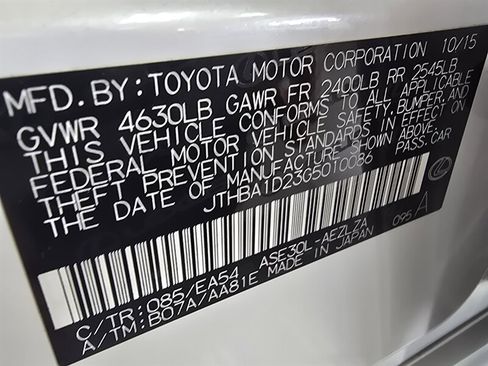 MFD. BY: TOYOTA MOTOR CORPORATION 10/15
GVWR 4630LB GAWR FR 2400LB RR 2545LB
THIS VEHICLE CONFORMS TO ALL APPLICABLE
FEDERAL MOTOR VEHICLE SAFETY, BUMPER, AND
THEFT PREVENTION STANDARDS IN EFFECT ON
THE DATE OF MANUFACTURE SHOWN ABOVE.
JTHBA1D23G5010086 PASS. CAR
C/TR: 085/EA54 ASE30L-AEZLZA 095 A
A/TM: B07A/AA81E MADE IN JAPAN